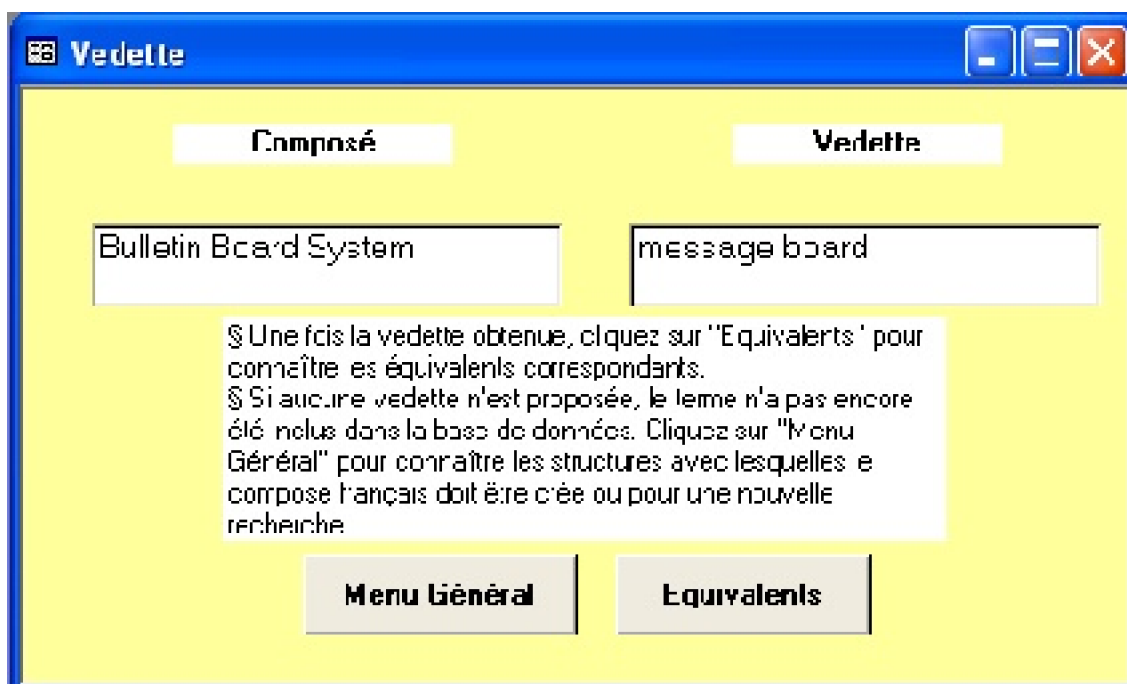 Vedette
Composé Vedette
Bulletin Board System message board
§ Une fois la vedette obtenue, cliquez sur "Equivalents" pour
connaître les équivalents correspondants.
§ Si aucune vedette n'est proposée, le terme n'a pas encore
été inclus dans la base de données. Cliquez sur "Menu
Général" pour connaître les structures avec lesquelles le
composé français doit être crée ou pour une nouvelle
recherche.
Menu Général Equivalents